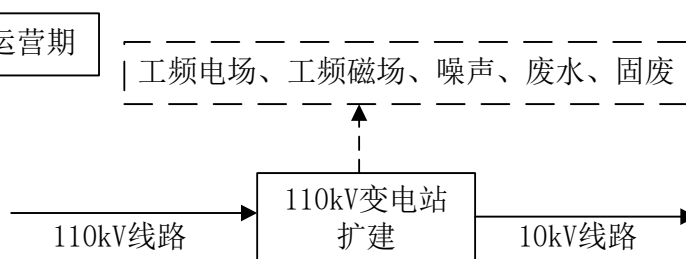 运营期
工频电场、工频磁场、噪声、废水、固废
110kV变电站
扩建
110kV线路
10kV线路